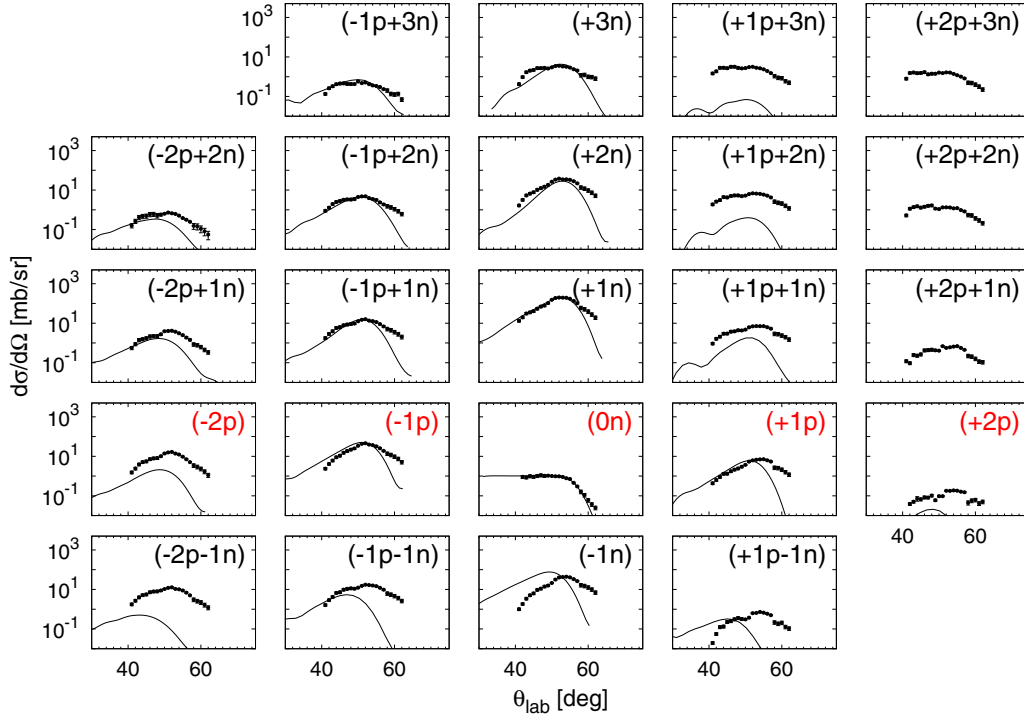 10³ (-1p+3n) (+3n) (+1p+3n) (+2p+3n)
10¹
10⁻¹
10³ (-2p+2n) (-1p+2n) (+2n) (+1p+2n) (+2p+2n)
10¹
10⁻¹
dσ/dΩ [mb/sr]
10³ (-2p+1n) (-1p+1n) (+1n) (+1p+1n) (+2p+1n)
10¹
10⁻¹
10³ (-2p) (-1p) (0n) (+1p) (+2p)
10¹
10⁻¹
10³ (-2p-1n) (-1p-1n) (-1n) (+1p-1n) 40 60
10¹
10⁻¹
40 60 40 60 40 60 40 60
θlab [deg]